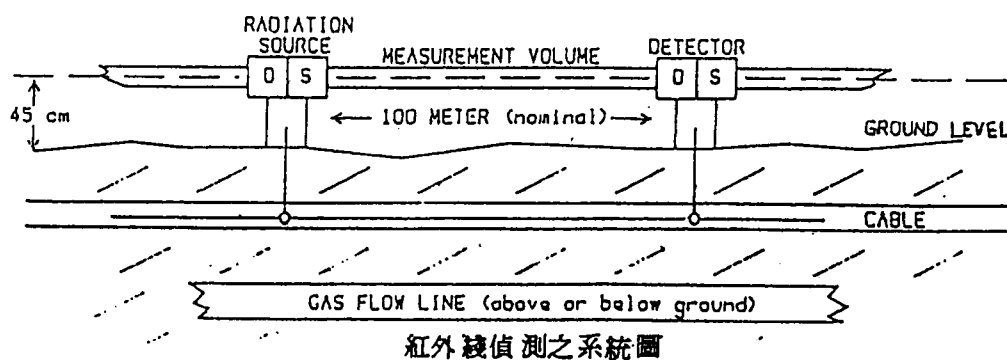 RADIATION
SOURCE
MEASUREMENT VOLUME
DETECTOR
D S
D S
45 cm
100 METER (nominal)
GROUND LEVEL
CABLE
GAS FLOW LINE (above or below ground)
紅外綫偵測之系統圖